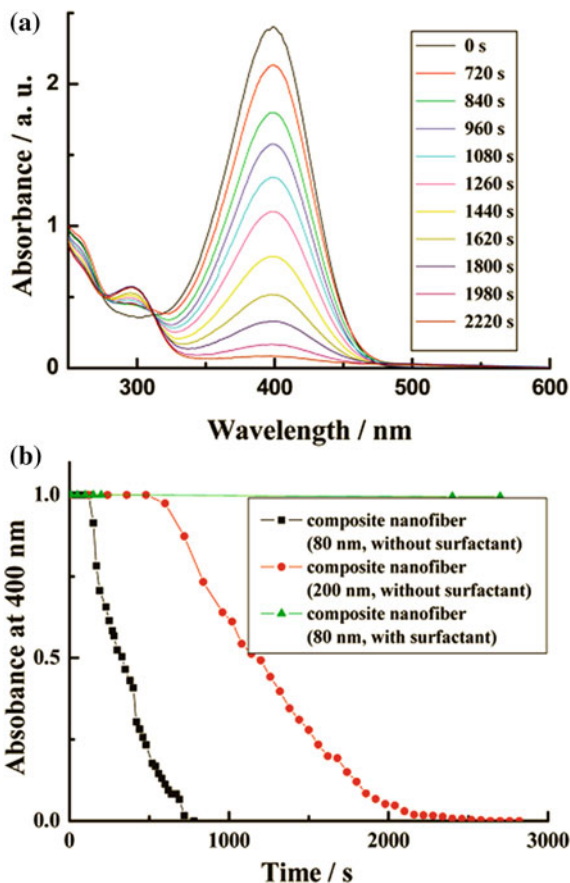 (a)
2
1
0
Absorbance / a. u.
0 s
720 s
840 s
960 s
1080 s
1260 s
1440 s
1620 s
1800 s
1980 s
2220 s
300
400
500
600
Wavelength / nm
(b)
1.0
0.5
0.0
Absobance at 400 nm
composite nanofiber
(80 nm, without surfactant)
composite nanofiber
(200 nm, without surfactant)
composite nanofiber
(80 nm, with surfactant)
0
1000
2000
3000
Time / s